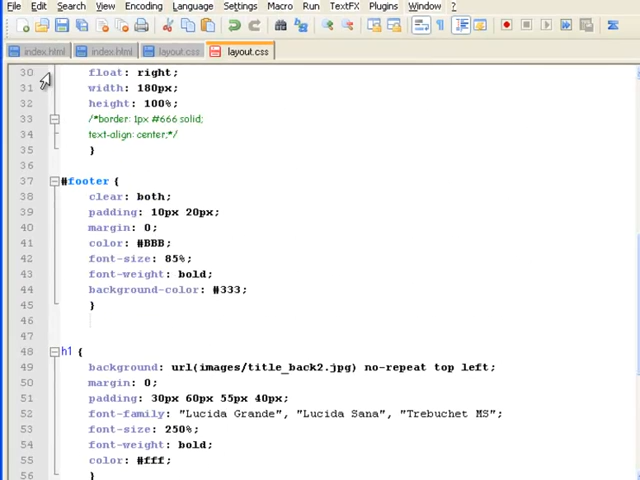 File Edit Search View Encoding Language Settings Macro Run TextFX Plugins Window ?
index.html index.html layout.css layout.css
30 float: right;
31 width: 180px;
32 height: 100%;
33 /*border: 1px #666 solid;
34 text-align: center;*/
35 }
36
37 #footer {
38 clear: both;
39 padding: 10px 20px;
40 margin: 0;
41 color: #BBB;
42 font-size: 85%;
43 font-weight: bold;
44 background-color: #333;
45 }
46
47
48 h1 {
49 background: url(images/title_back2.jpg) no-repeat top left;
50 margin: 0;
51 padding: 30px 60px 55px 40px;
52 font-family: "Lucida Grande", "Lucida Sana", "Trebuchet MS";
53 font-size: 250%;
54 font-weight: bold;
55 color: #fff;
56 }